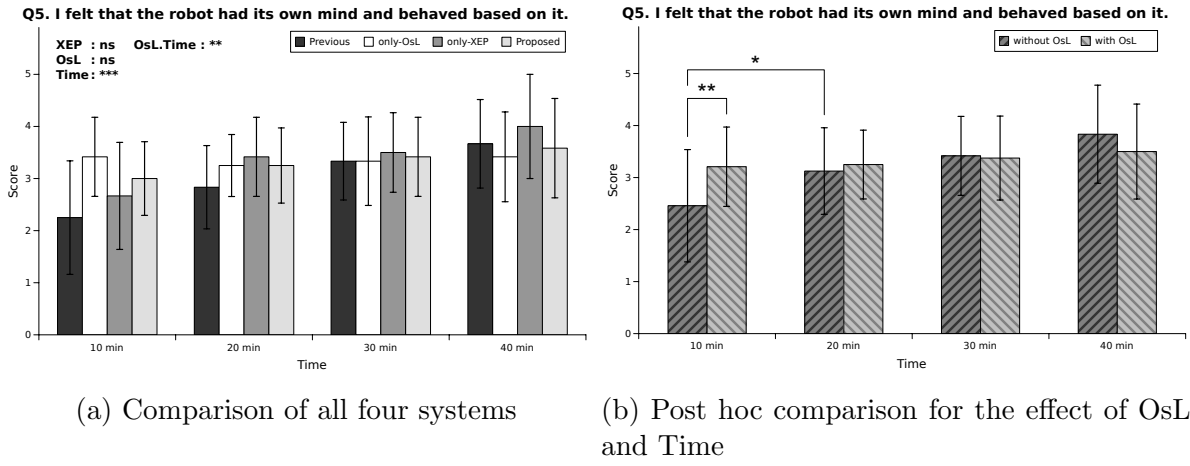 Q5. I felt that the robot had its own mind and behaved based on it.
XEP : ns OsL.Time : **
OsL : ns
Time : ***
Previous only-OsL only-XEP Proposed
5
4
3
2
1
0
Score
10 min 20 min 30 min 40 min
Time
(a) Comparison of all four systems
Q5. I felt that the robot had its own mind and behaved based on it.
without OsL with OsL
*
**
5
4
3
2
1
0
Score
10 min 20 min 30 min 40 min
Time
(b) Post hoc comparison for the effect of OsL
and Time